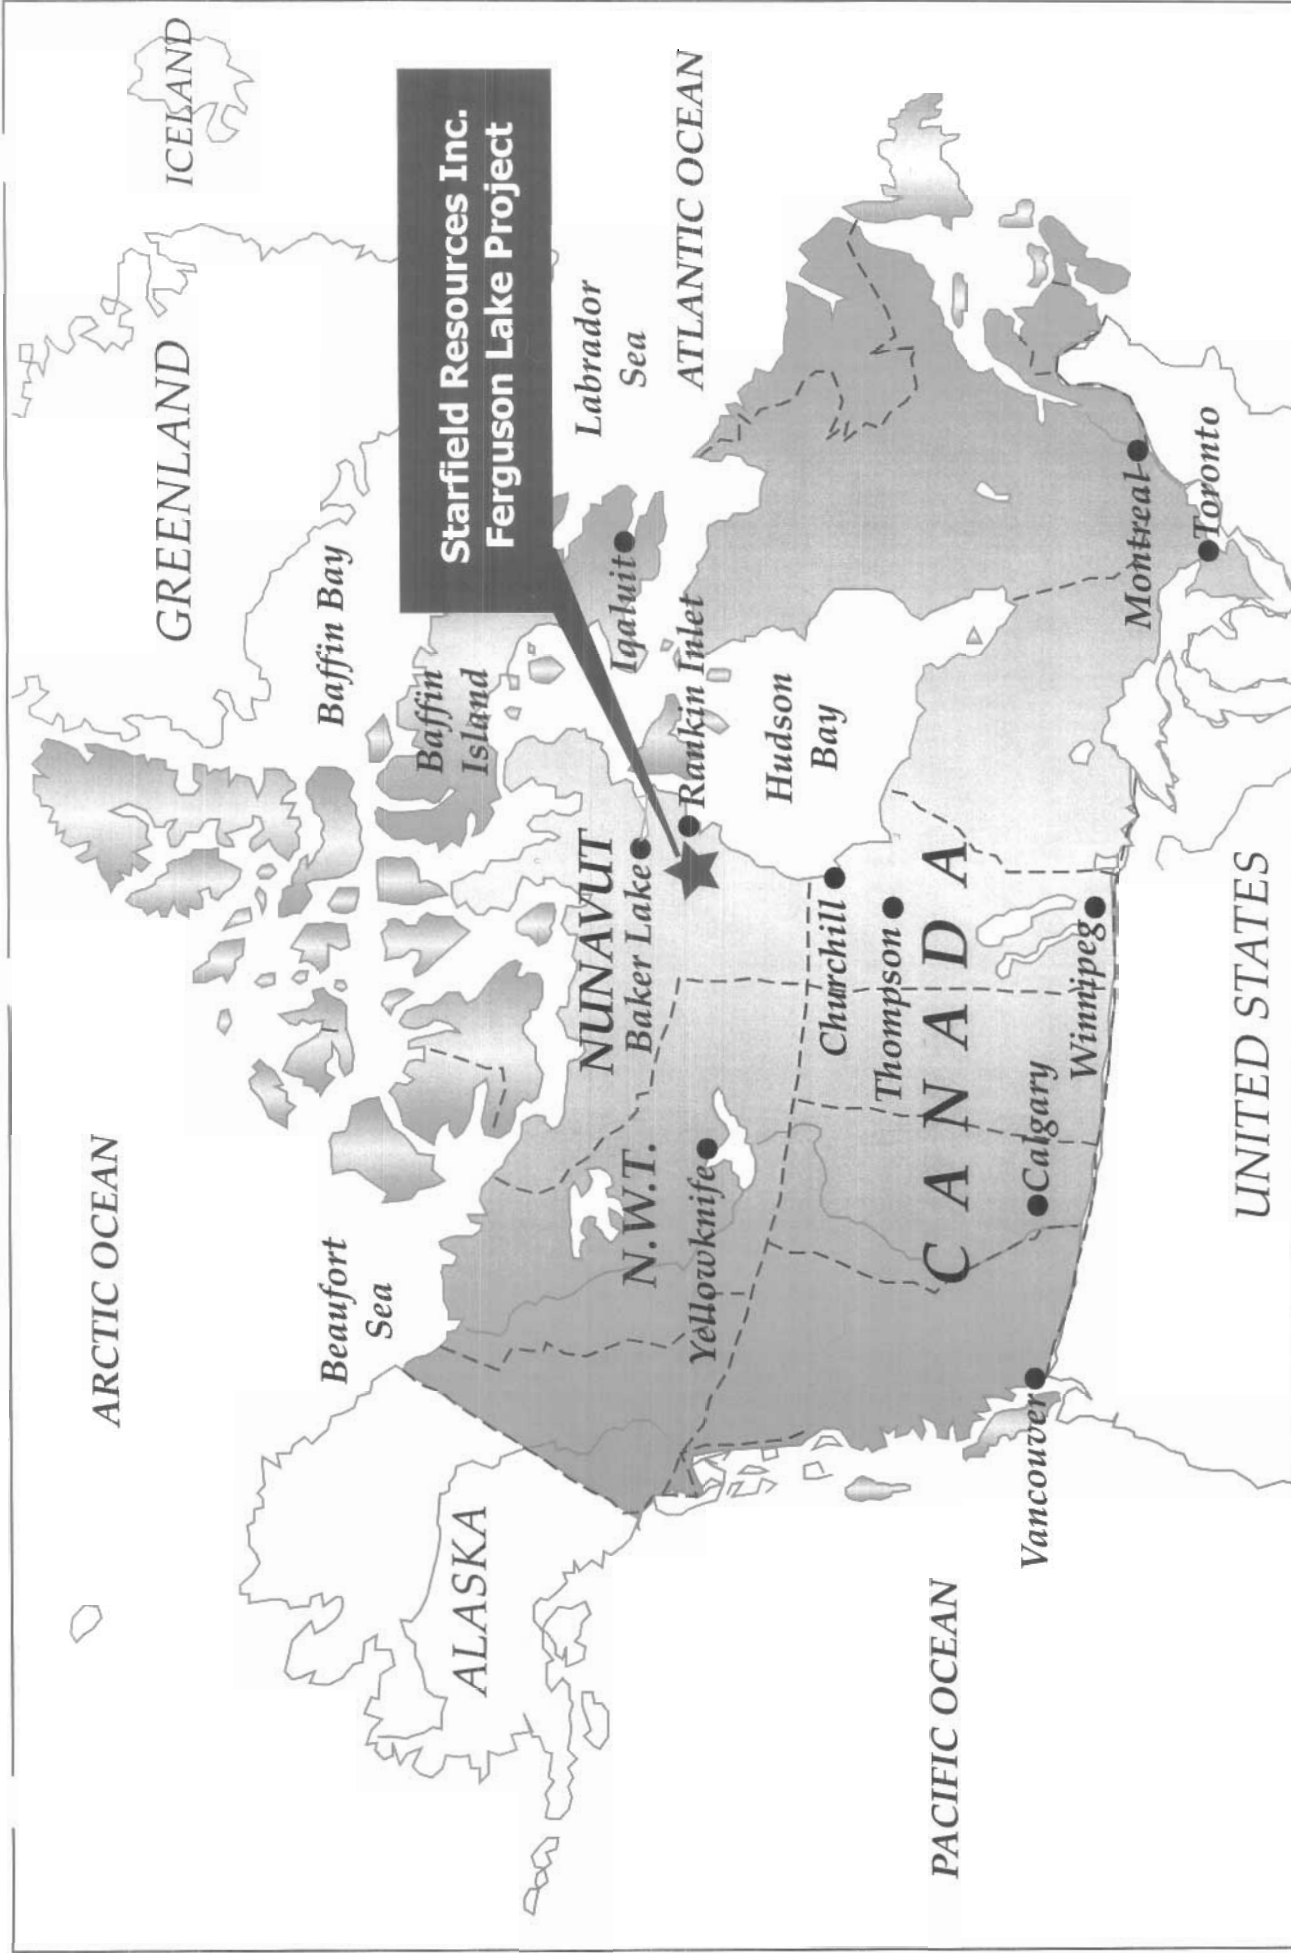 ARCTIC OCEAN
GREENLAND
ICELAND
Beaufort
Sea
Baffin Bay
ALASKA
Baffin
Island
Starfield Resources Inc.
Ferguson Lake Project
Labrador
Sea
NUNAVUT
N.W.T.
Baker Lake
Iqaluit
Yellowknife
Rankin Inlet
ATLANTIC OCEAN
Hudson
Bay
Churchill
Thompson
PACIFIC OCEAN
CANADA
Vancouver
Calgary
Winnipeg
Montreal
Toronto
UNITED STATES